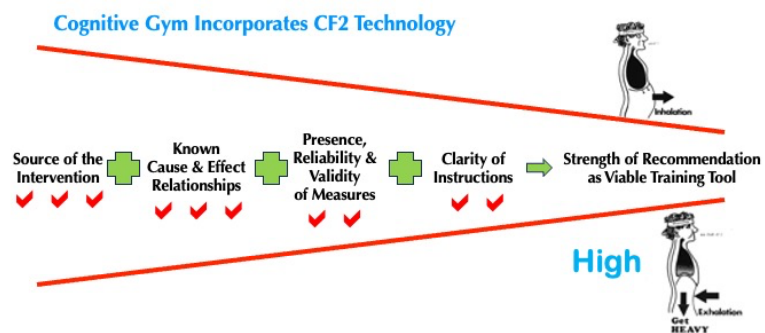 Cognitive Gym Incorporates CF2 Technology
Inhalation
Source of the
Intervention
Known
Cause & Effect
Relationships
Presence,
Reliability &
Validity
of Measures
Clarity of
Instructions
Strength of Recommendation
as Viable Training Tool
High
Exhalation
Get
HEAVY